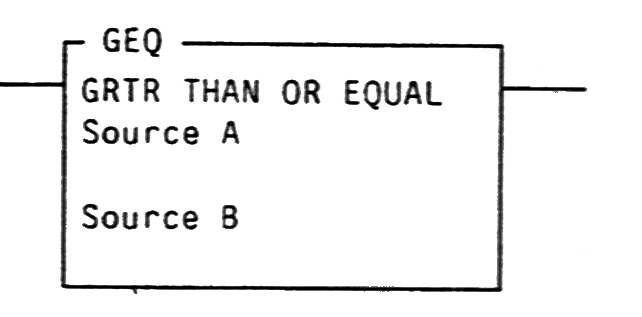 GEQ
GRTR THAN OR EQUAL
Source A
Source B